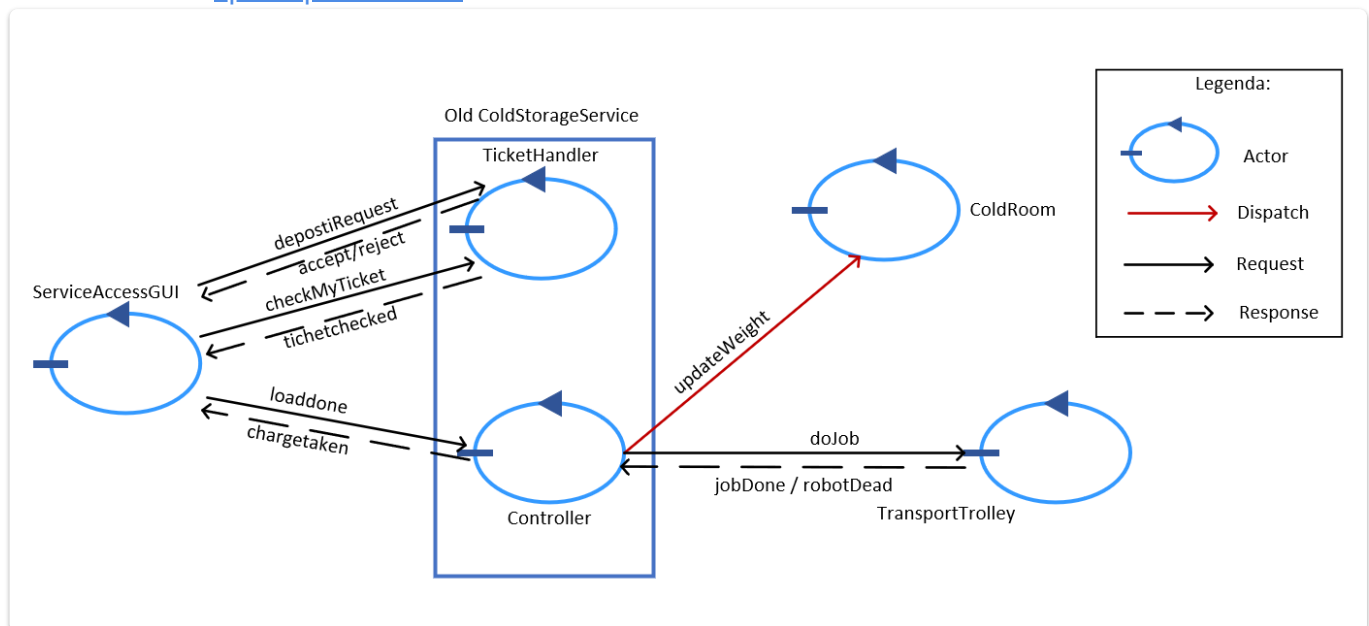 Old ColdStorageService
TicketHandler
depostiRequest
accept/reject
checkMyTicket
tichetchecked
ServiceAccessGUI
loaddone
chargetaken
Controller
updateWeight
ColdRoom
doJob
jobDone / robotDead
TransportTrolley
Legenda:
Actor
Dispatch
Request
Response